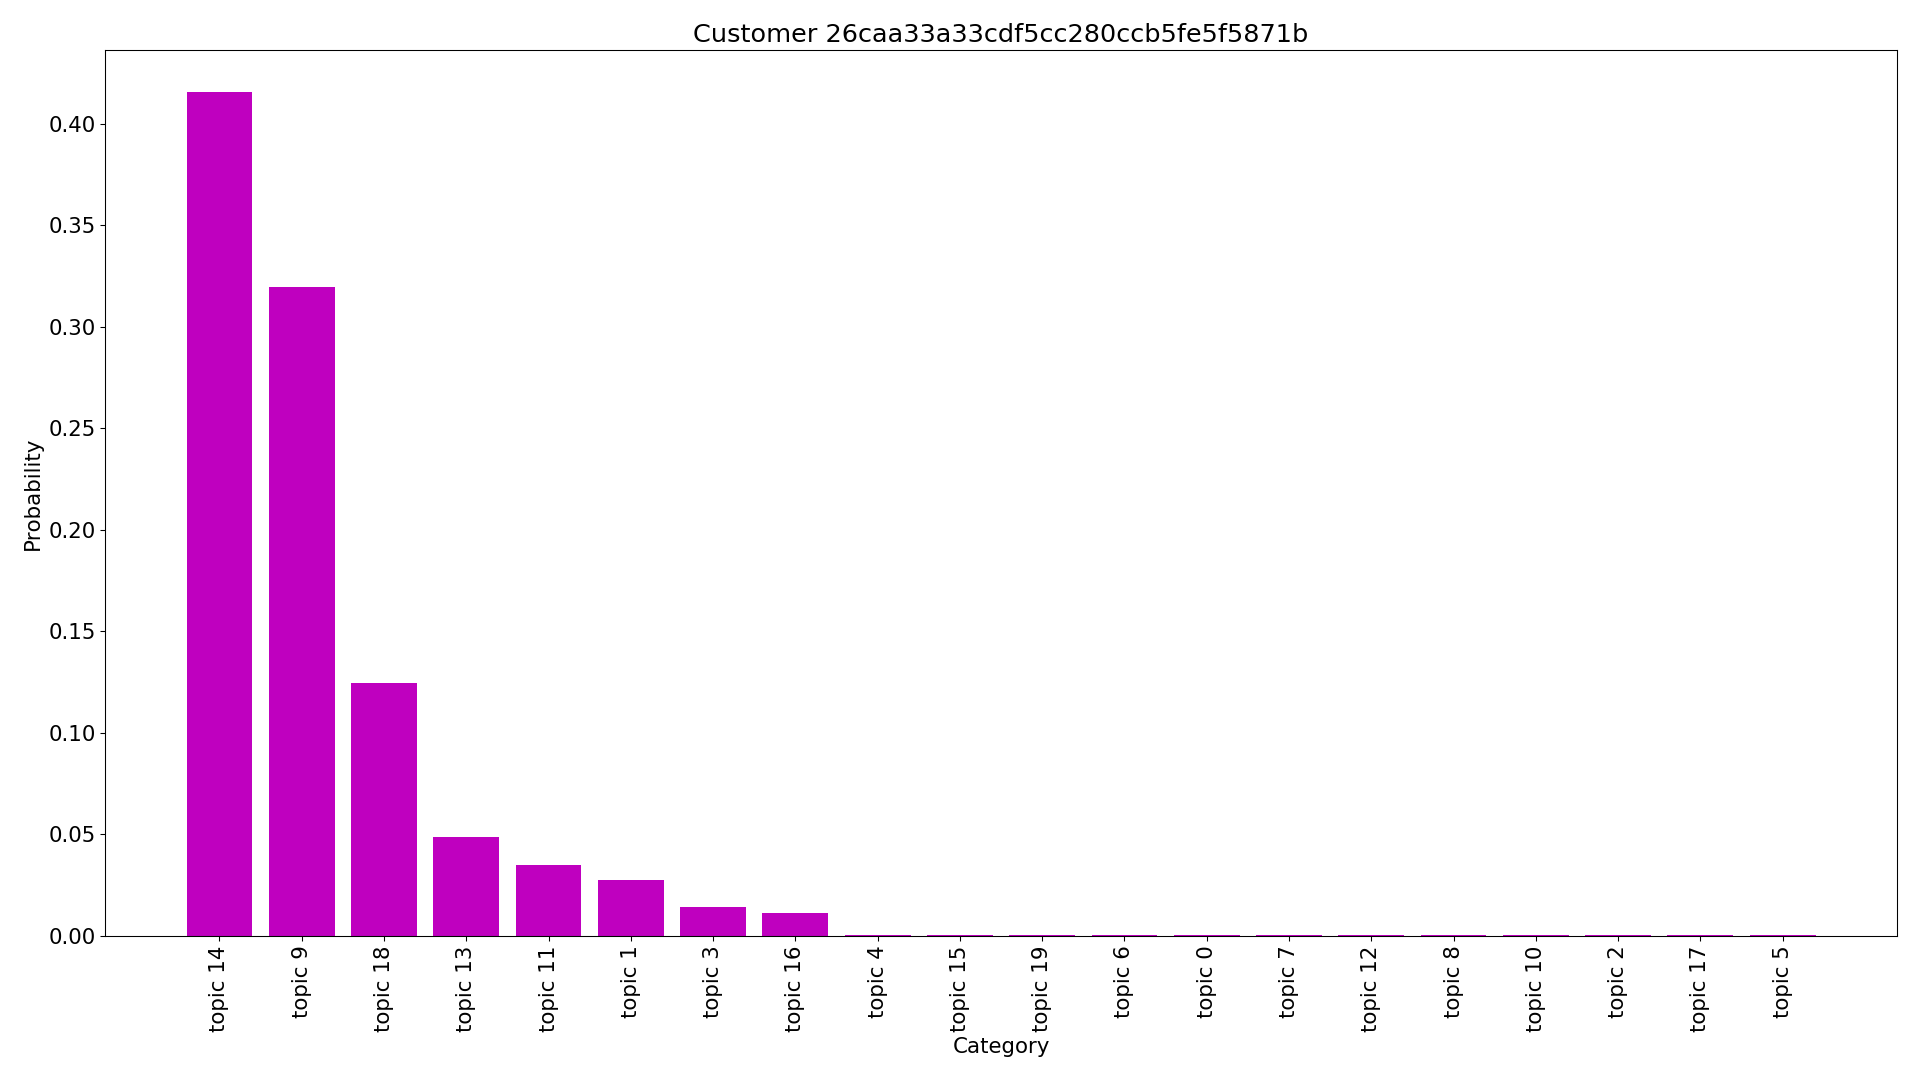 Customer 26caa33a33cdf5cc280ccb5fe5f5871b
Probability
0.40
0.35
0.30
0.25
0.20
0.15
0.10
0.05
0.00
topic 14
topic 9
topic 18
topic 13
topic 11
topic 1
topic 3
topic 16
topic 4
topic 15
topic 19
topic 6
topic 0
topic 7
topic 12
topic 8
topic 10
topic 2
topic 17
topic 5
Category